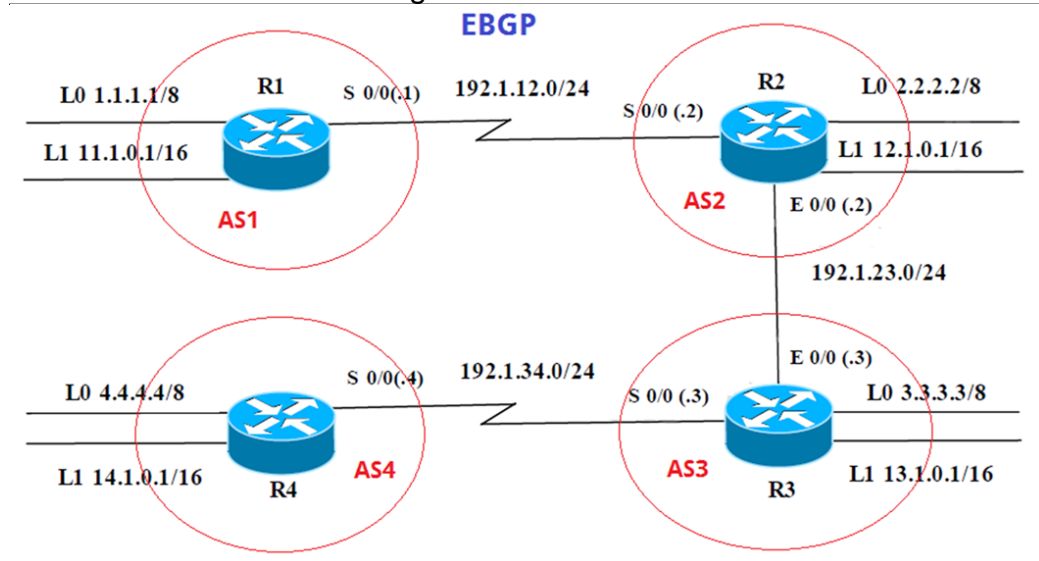 EBGP
R1
L0 1.1.1.1/8
S 0/0(.1)
L1 11.1.0.1/16
AS1
192.1.12.0/24
R2
L0 2.2.2.2/8
S/0/0 (.2)
L1 12.1.0.1/16
AS2
E 0/0 (.2)
192.1.23.0/24
S 0/0(.4)
192.1.34.0/24
E 0/0 (.3)
L0 4.4.4.4/8
S 0/0 (.3)
L0 3.3.3.3/8
L1 14.1.0.1/16
AS4
R4
AS3
L1 13.1.0.1/16
R3